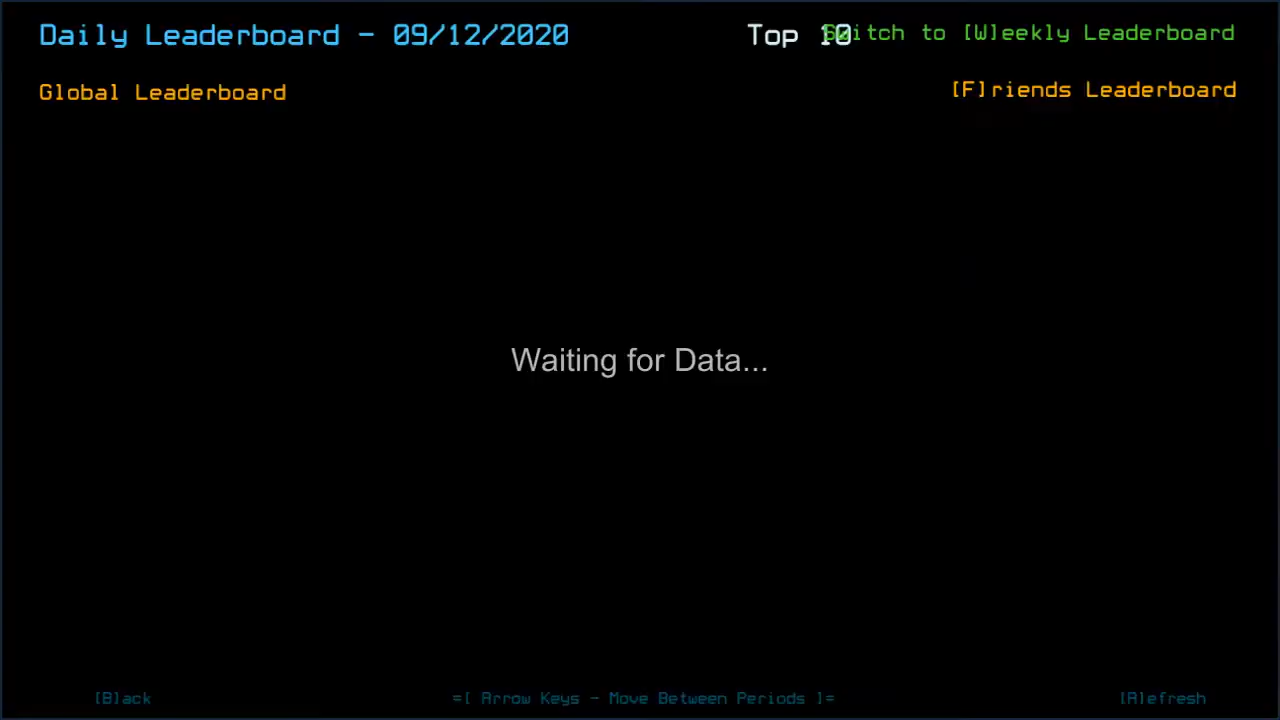 Daily Leaderboard - 09/12/2020
Top 10
Switch to [W]eekly Leaderboard
Global Leaderboard
[F]riends Leaderboard
Waiting for Data...
[B]ack
=[ Arrow Keys - Move Between Periods ]=
[R]efresh